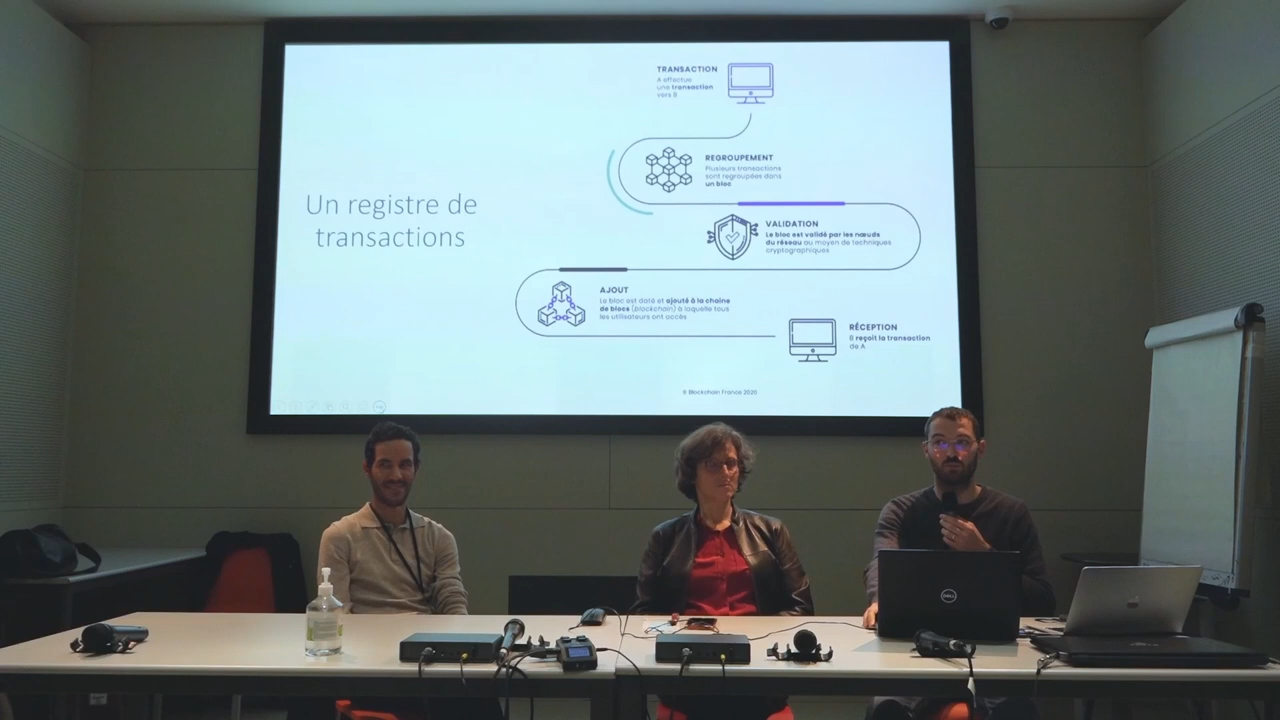 Un registre de
transactions
TRANSACTION
A effectue
une transaction
vers B
REGROUPEMENT
Plusieurs transactions
sont regroupées dans
un bloc
VALIDATION
Le bloc est validé par les nœuds
du réseau au moyen de techniques
cryptographiques
AJOUT
Le bloc est daté et ajouté à la chaine
de blocs (blockchain) à laquelle tous
les utilisateurs ont accès
RÉCEPTION
B reçoit la transaction
de A
© Blockchain France 2020
DELL